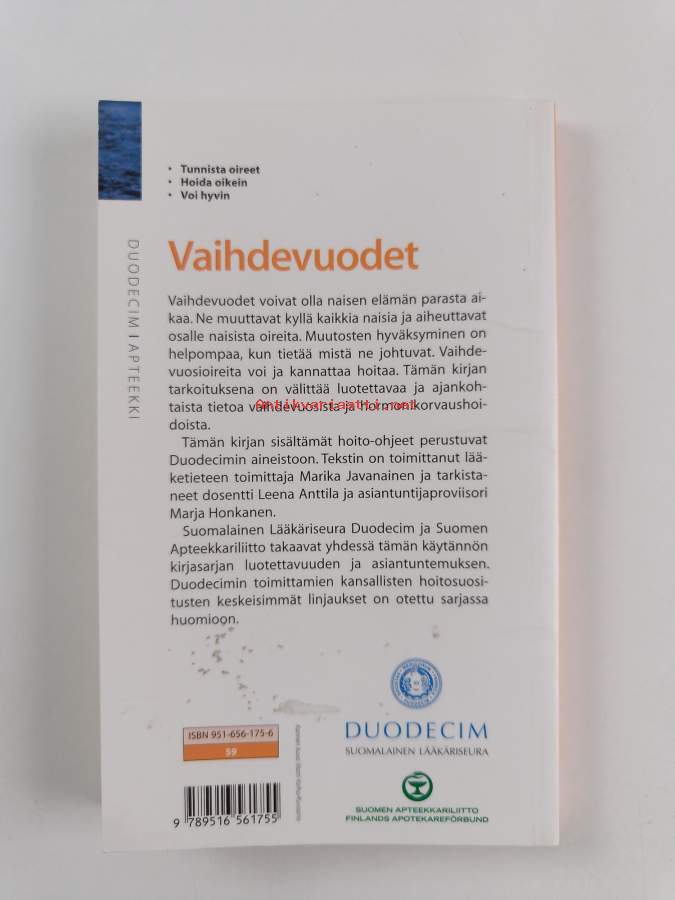 • Tunnista oireet
• Hoida oikein
• Voi hyvin
DUODECIM I APTEEKKI
Vaihdevuodet
Vaihdevuodet voivat olla naisen elämän parasta ai-
kaa. Ne muuttavat kyllä kaikkia naisia ja aiheuttavat
osalle naisista oireita. Muutosten hyväksyminen on
helpompaa, kun tietää mistä ne johtuvat. Vaihde-
vuosioireita voi ja kannattaa hoitaa. Tämän kirjan
tarkoituksena on välittää luotettavaa ja ajankoh-
taista tietoa vaihdevuosista ja hormonikorvaushoi-
doista.
Antikvariaatti.net
Tämän kirjan sisältämät hoito-ohjeet perustuvat
Duodecimin aineistoon. Tekstin on toimittanut lää-
ketieteen toimittaja Marika Javanainen ja tarkista-
neet dosentti Leena Anttila ja asiantuntijaproviisori
Marja Honkanen.
Suomalainen Lääkäriseura Duodecim ja Suomen
Apteekkariliitto takaavat yhdessä tämän käytännön
kirjasarjan luotettavuuden ja asiantuntemuksen.
Duodecimin toimittamien kansallisten hoitosuosi-
tusten keskeisimmät linjaukset on otettu sarjassa
huomioon.
ISBN 951-656-175-6
59
9 789516 561755
DUODECIM
SUOMALAINEN LÄÄKÄRISEURA
SUOMEN APTEEKKARILIITTO
FINLANDS APOTEKAREFÖRBUND